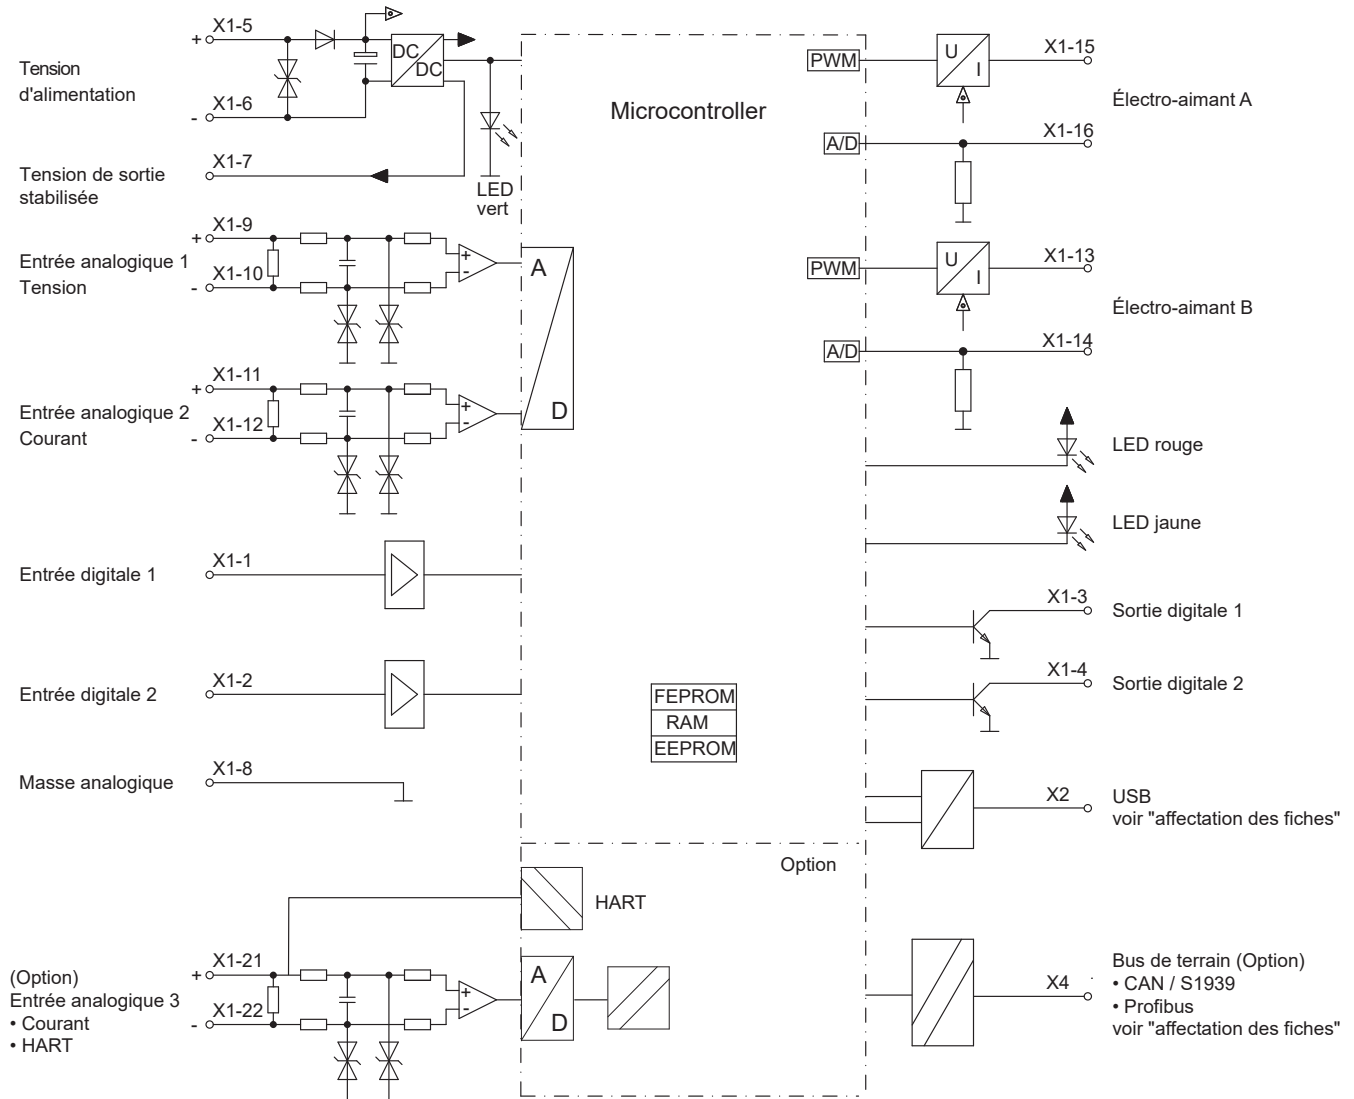 X1-5
+
Tension
d'alimentation
X1-6
-
DC
DC
X1-7
Tension de sortie
stabilisée
LED
vert
X1-9
+
Entrée analogique 1
X1-10
Tension
-
+
-
A
D
X1-11
+
Entrée analogique 2
X1-12
Courant
-
+
-
Entrée digitale 1
X1-1
Entrée digitale 2
X1-2
Masse analogique
X1-8
Microcontroller
FEPROM
RAM
EEPROM
PWM
U
I
X1-15
Électro-aimant A
A/D
X1-16
PWM
U
I
X1-13
Électro-aimant B
A/D
X1-14
LED rouge
LED jaune
X1-3
Sortie digitale 1
X1-4
Sortie digitale 2
X2
USB
voir "affectation des fiches"
Option
HART
(Option)
X1-21
+
Entrée analogique 3
X1-22
-
• Courant
• HART
+
-
A
D
X4
Bus de terrain (Option)
• CAN / S1939
• Profibus
voir "affectation des fiches"